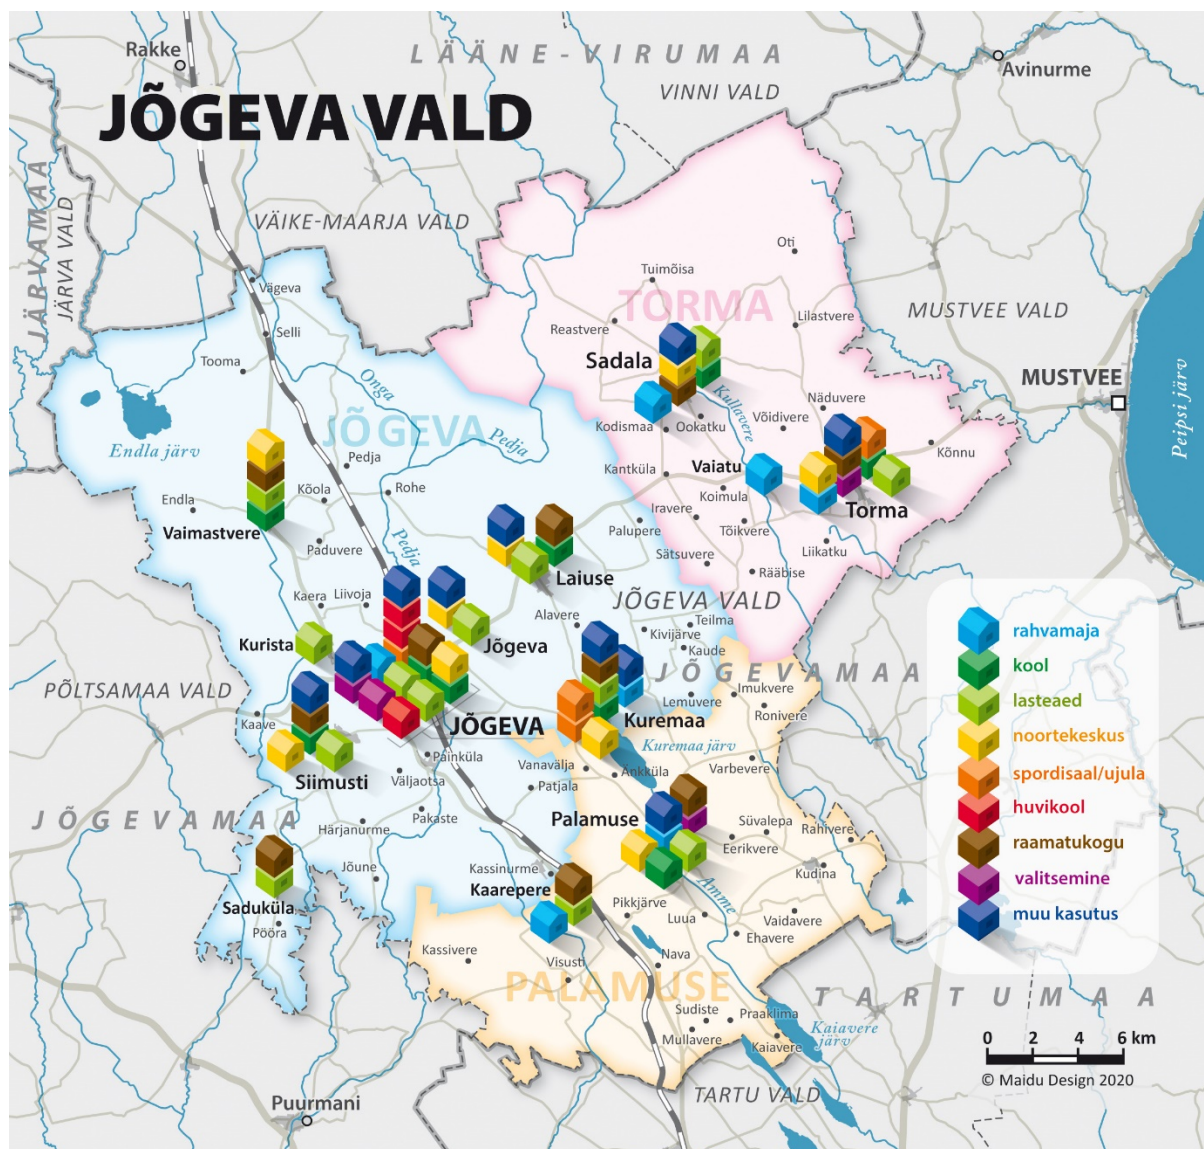 Rakke
LÄÄNE-VIRUMAA
Avinurme
VINNI VALD
JÕGEVA VALD
JÄRVAMAA
JÄRVA VALD
VÄIKE-MAARJA VALD
Oti
Tuimõisa
Vägeva
TORMA
MUSTVEE VALD
Reastvere
Lilastvere
Selli
Sadala
Tooma
MUSTVEE
Onga
Kullavere
Näduvere
Peipsi järv
Kodismaa
Ookatku
Võidivere
JÕGEVA
Pedja
Endla järv
Kõnnu
Pedja
Kantküla
Vaiatu
Endla
Kõola
Rohe
Koimula
Vaimastvere
Iravere
Torma
Palupere
Tõikvere
Paduvere
Pedja
Sätsuvere
Liikatku
Laiuse
Rääbise
Kaera
Liivoja
JÕGEVA VALD
Alavere
Teilma
rahvamaja
Kurista
Jõgeva
Kivijärve
Kaude
kool
JÕGEVAMAA
PÕLTSAMAA VALD
Lemuvere
Imukvere
lasteaed
Kaave
JÕGEVA
Kuremaa
Ronivere
noortekeskus
Painküla
Kuremaa järv
Siimusti
Väljaotsa
Vanavälja
Änkküla
Varbevere
spordisaal/ujula
Patjala
huvikool
JÕGEVAMAA
Härjanurme
Pakaste
Palamuse
Süvalepa
Rahivere
raamatukogu
Eerikvere
Jõune
Kassinurme
Kudina
valitsemine
Kaarepere
Amme
Saduküla
Pikkjärve
Luua
Vaidavere
muu kasutus
Pööra
Ehavere
Kassivere
Visusti
Nava
PALAMUSE
TARTUMAA
Sudiste
Praaklima
Kaiavere järv
Mullavere
Kaiavere
0 2 4 6 km
© Maidu Design 2020
TARTU VALD
Puurmani